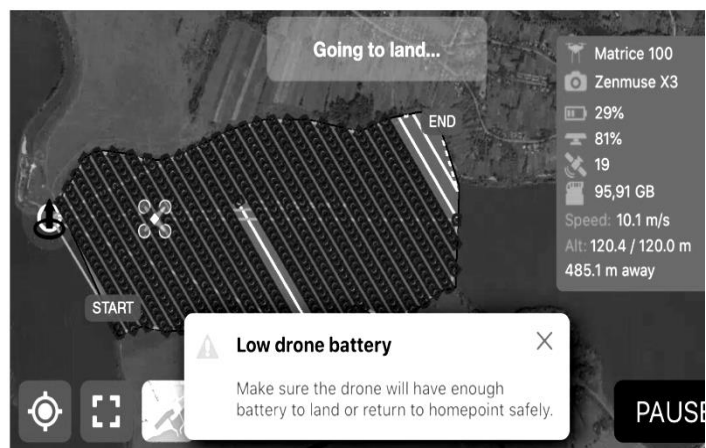 Going to land...
Matrice 100
Zenmuse X3
29%
81%
19
95,91 GB
Speed: 10.1 m/s
Alt: 120.4 / 120.0 m
485.1 m away
END
START
Low drone battery
Make sure the drone will have enough
battery to land or return to homepoint safely.
PAUSE